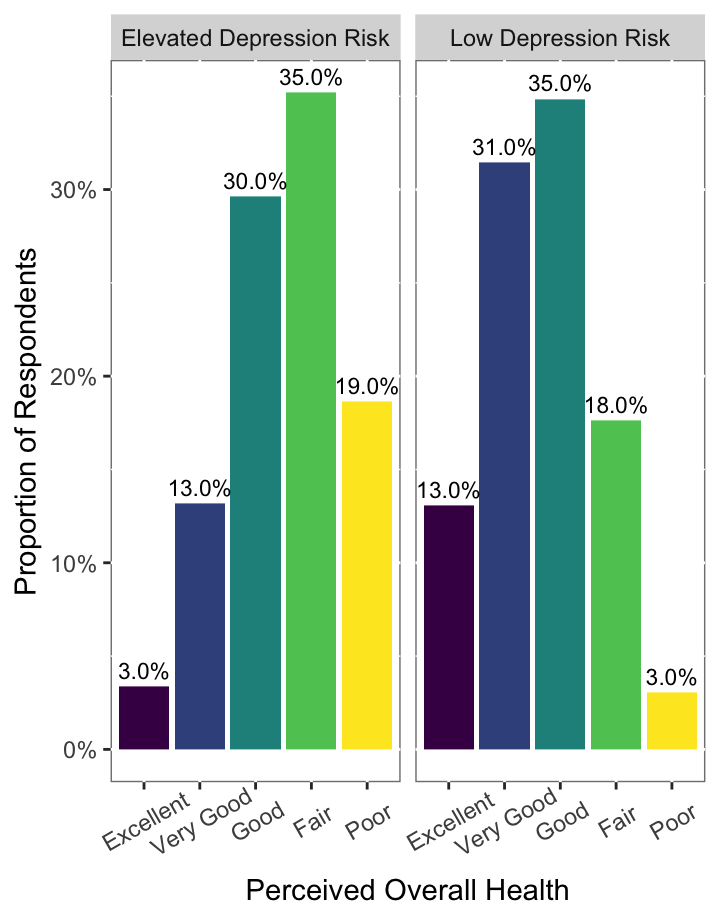 Elevated Depression Risk
Low Depression Risk
Proportion of Respondents
30%
20%
10%
0%
3.0%
13.0%
30.0%
35.0%
19.0%
13.0%
31.0%
35.0%
18.0%
3.0%
Excellent
Very Good
Good
Fair
Poor
Excellent
Very Good
Good
Fair
Poor
Perceived Overall Health